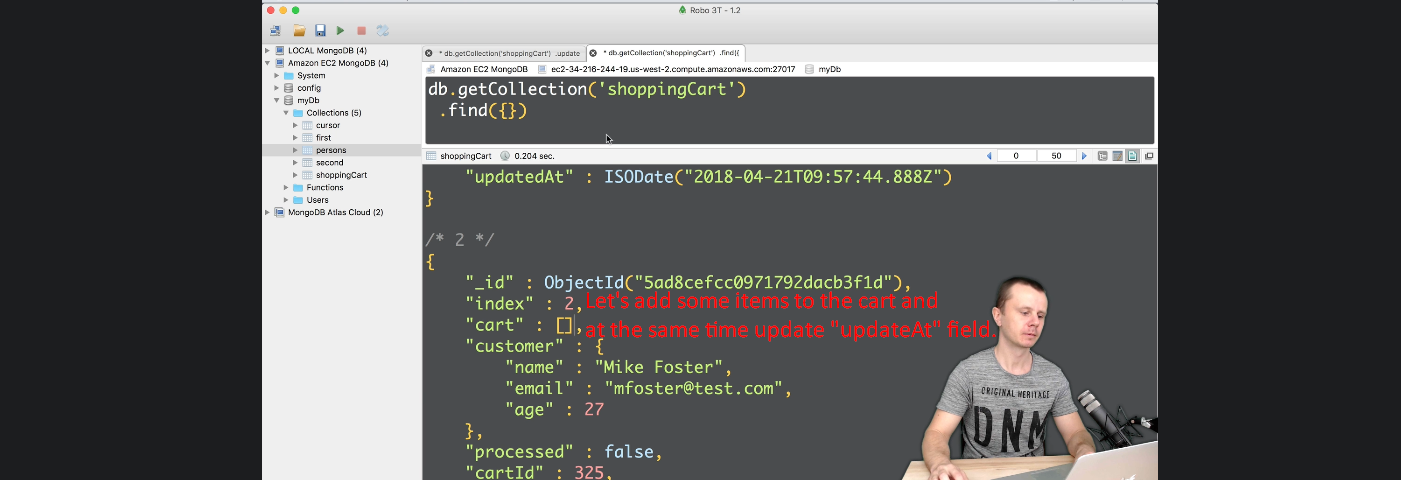 Robo 3T - 1.2
LOCAL MongoDB (4)
Amazon EC2 MongoDB (4)
System
config
myDb
Collections (5)
cursor
first
persons
second
shoppingCart
Functions
Users
MongoDB Atlas Cloud (2)
* db.getCollection('shoppingCart') .update
* db.getCollection('shoppingCart') .find({
Amazon EC2 MongoDB ec2-34-216-244-19.us-west-2.compute.amazonaws.com:27017 myDb
db.getCollection('shoppingCart')
.find({})
shoppingCart 0.204 sec. 0 50
"updatedAt" : ISODate("2018-04-21T09:57:44.888Z")
}
/* 2 */
{
"_id" : ObjectId("5ad8cefcc0971792dacb3f1d"),
"index" : 2,
"cart" : [],
"customer" : {
"name" : "Mike Foster",
"email" : "mfoster@test.com",
"age" : 27
},
"processed" : false,
"cartId" : 325,
Let's add some items to the cart and
at the same time update "updateAt" field.
ORIGINAL HERITAGE
DNM